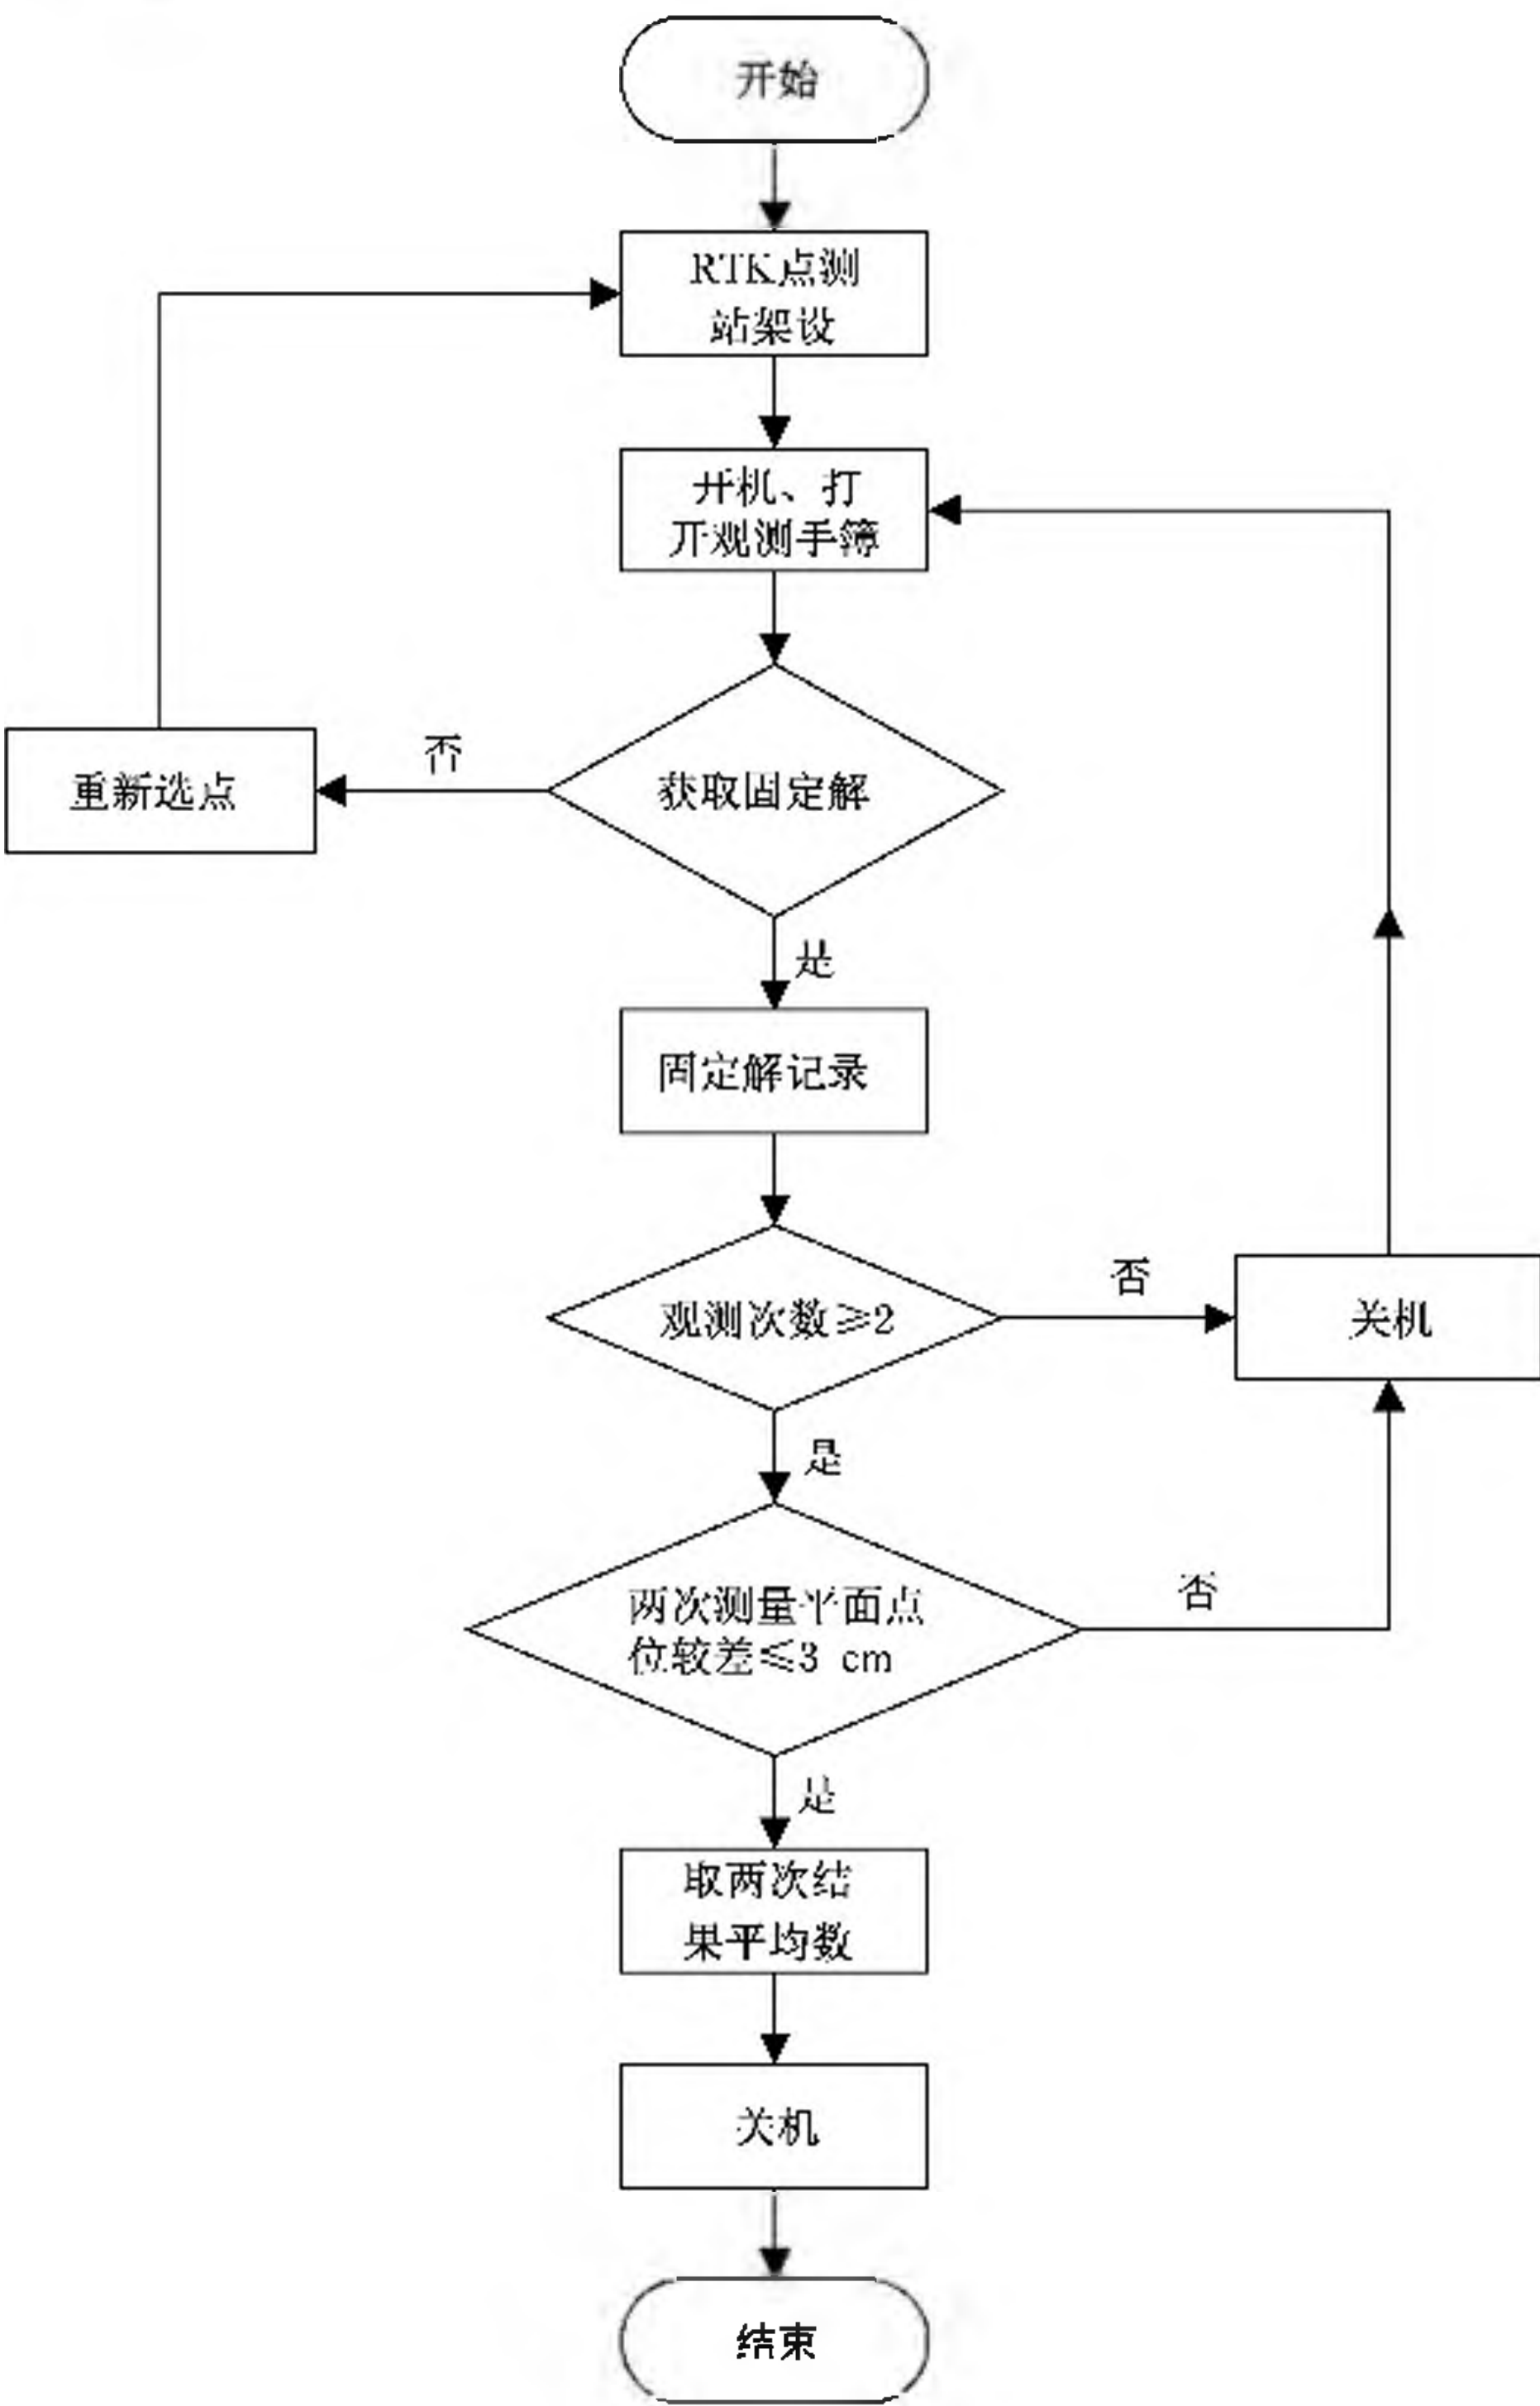 开始
RTK点测
站架设
开机、打
开观测手簿
否
重新选点
获取固定解
是
固定解记录
观测次数≥2
否
关机
是
两次测量平面点
位较差≤3 cm
否
是
取两次结
果平均数
关机
结束